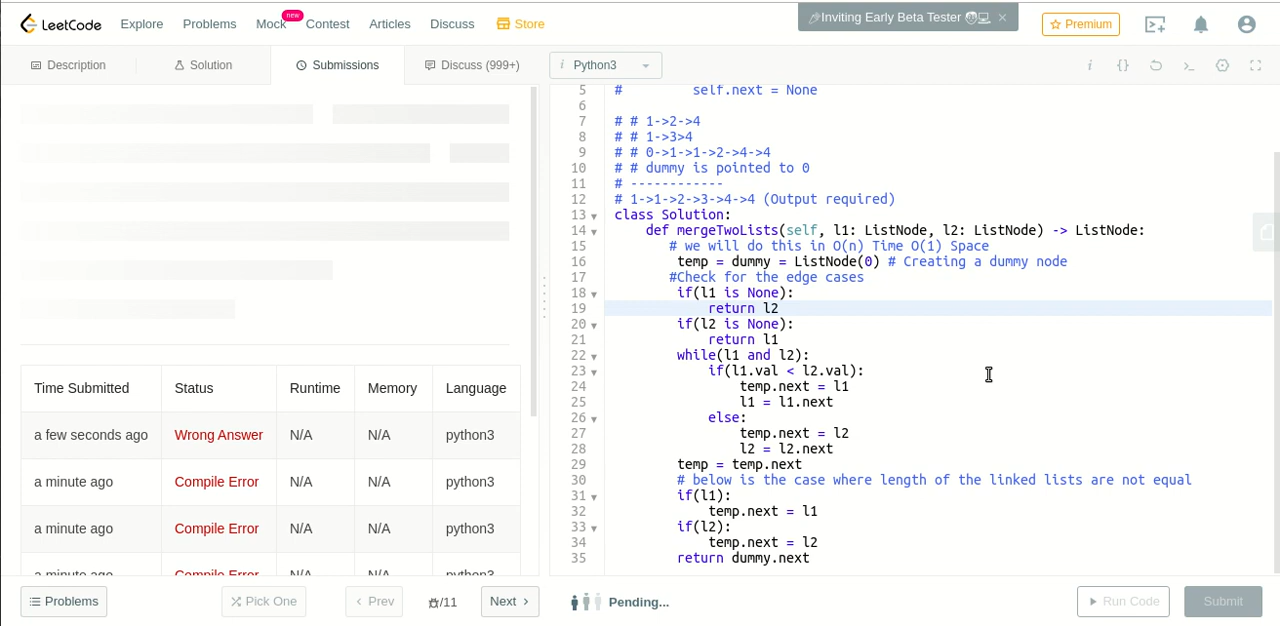 LeetCode Explore Problems Mock new Contest Articles Discuss Store Inviting Early Beta Tester × Premium
Description Solution Submissions Discuss (999+) i Python3
Time Submitted Status Runtime Memory Language
a few seconds ago Wrong Answer N/A N/A python3
a minute ago Compile Error N/A N/A python3
a minute ago Compile Error N/A N/A python3
a minute ago Compile Error N/A N/A python3
5 # self.next = None
6
7 # # 1->2->4
8 # # 1->3>4
9 # # 0->1->1->2->4->4
10 # # dummy is pointed to 0
11 # ------------
12 # 1->1->2->3->4->4 (Output required)
13 class Solution:
14 def mergeTwoLists(self, l1: ListNode, l2: ListNode) -> ListNode:
15 # we will do this in O(n) Time O(1) Space
16 temp = dummy = ListNode(0) # Creating a dummy node
17 #Check for the edge cases
18 if(l1 is None):
19 return l2
20 if(l2 is None):
21 return l1
22 while(l1 and l2):
23 if(l1.val < l2.val):
24 temp.next = l1
25 l1 = l1.next
26 else:
27 temp.next = l2
28 l2 = l2.next
29 temp = temp.next
30 # below is the case where length of the linked lists are not equal
31 if(l1):
32 temp.next = l1
33 if(l2):
34 temp.next = l2
35 return dummy.next
Problems Pick One < Prev /11 Next > Pending... Run Code Submit